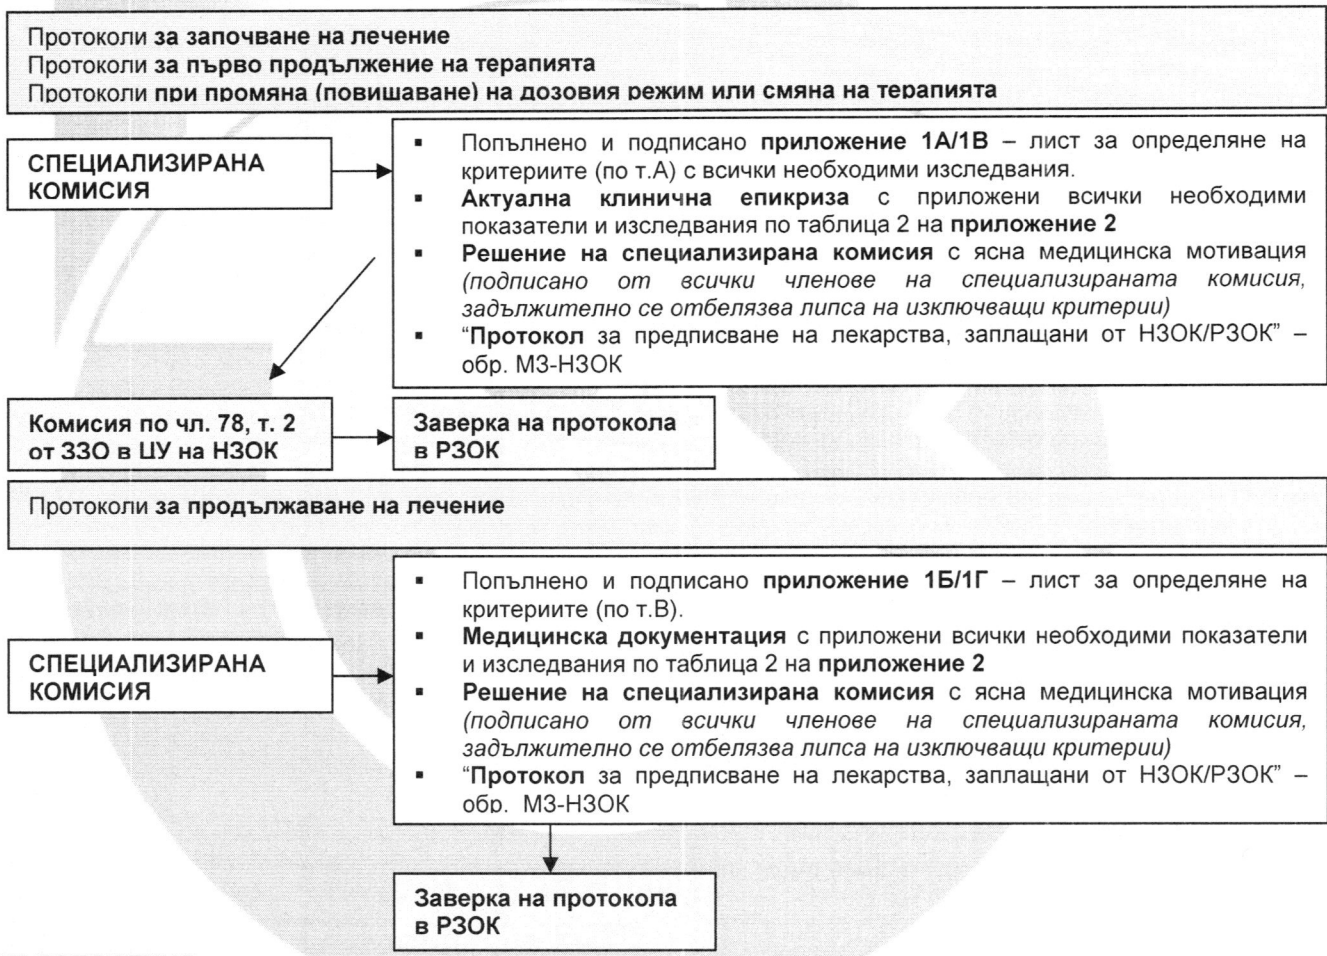 Протоколи за започване на лечение
Протоколи за първо продължение на терапията
Протоколи при промяна (повишаване) на дозовия режим или смяна на терапията
СПЕЦИАЛИЗИРАНА
КОМИСИЯ
▪ Попълнено и подписано приложение 1А/1В – лист за определяне на
критериите (по т.А) с всички необходими изследвания.
▪ Актуална клинична епикриза с приложени всички необходими
показатели и изследвания по таблица 2 на приложение 2
▪ Решение на специализирана комисия с ясна медицинска мотивация
(подписано от всички членове на специализираната комисия,
задължително се отбелязва липса на изключващи критерии)
▪ “Протокол за предписване на лекарства, заплащани от НЗОК/РЗОК” –
обр. МЗ-НЗОК
Комисия по чл. 78, т. 2
от ЗЗО в ЦУ на НЗОК
Заверка на протокола
в РЗОК
Протоколи за продължаване на лечение
▪ Попълнено и подписано приложение 1Б/1Г – лист за определяне на
критериите (по т.В).
▪ Медицинска документация с приложени всички необходими показатели
и изследвания по таблица 2 на приложение 2
▪ Решение на специализирана комисия с ясна медицинска мотивация
(подписано от всички членове на специализираната комисия,
задължително се отбелязва липса на изключващи критерии)
▪ “Протокол за предписване на лекарства, заплащани от НЗОК/РЗОК” –
обр. МЗ-НЗОК
СПЕЦИАЛИЗИРАНА
КОМИСИЯ
Заверка на протокола
в РЗОК